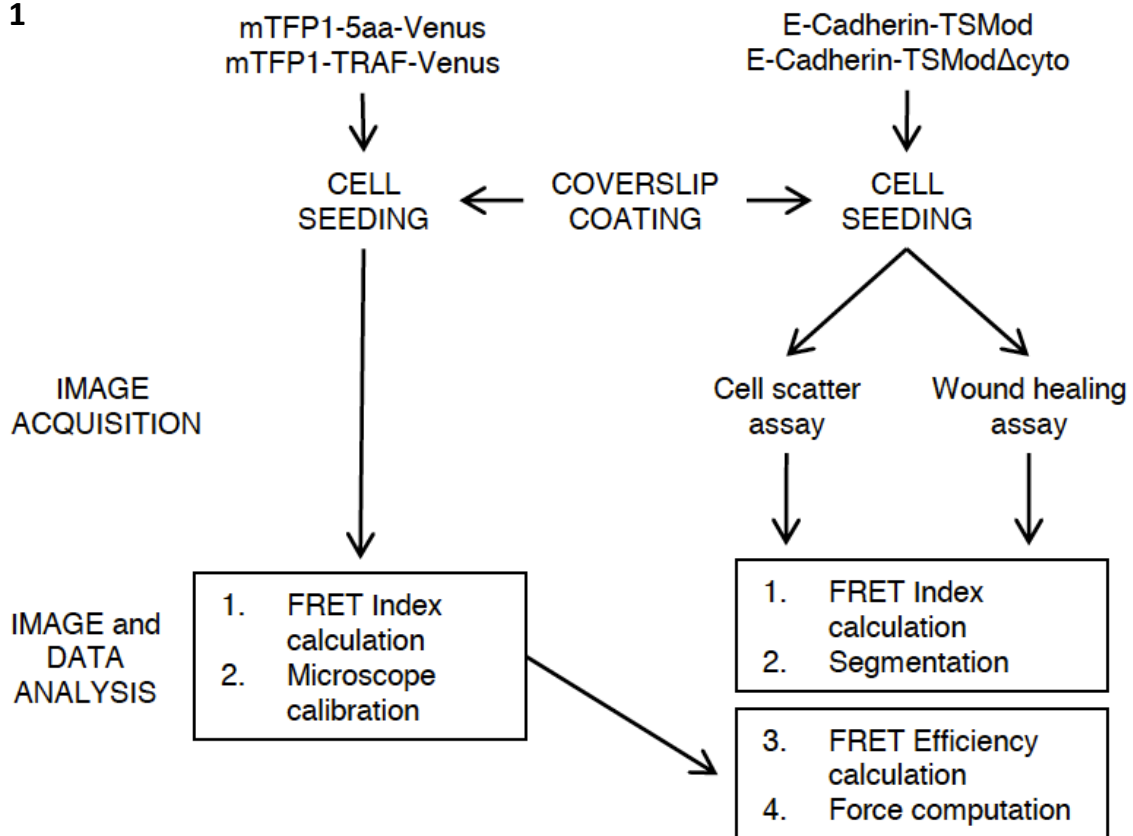 1
mTFP1-5aa-Venus
mTFP1-TRAF-Venus
E-Cadherin-TSMod
E-Cadherin-TSModΔcyto
CELL
SEEDING
COVERSLIP
COATING
CELL
SEEDING
IMAGE
ACQUISITION
Cell scatter
assay
Wound healing
assay
IMAGE and
DATA
ANALYSIS
1. FRET Index
calculation
2. Microscope
calibration
1. FRET Index
calculation
2. Segmentation
3. FRET Efficiency
calculation
4. Force computation